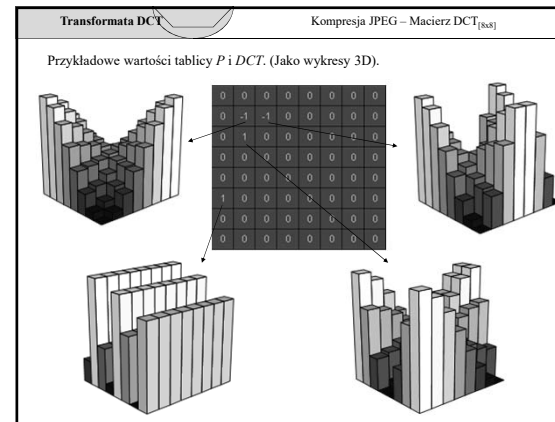 Transformata DCT
Kompresja JPEG – Macierz DCT[8x8]
Przykładowe wartości tablicy P i DCT. (Jako wykresy 3D).
0 0 0 0 0 0 0 0
0 -1 -1 0 0 0 0 0
0 1 0 0 0 0 0 0
0 0 0 0 0 0 0 0
0 0 0 0 0 0 0 0
1 0 0 0 0 0 0 0
0 0 0 0 0 0 0 0
0 0 0 0 0 0 0 0